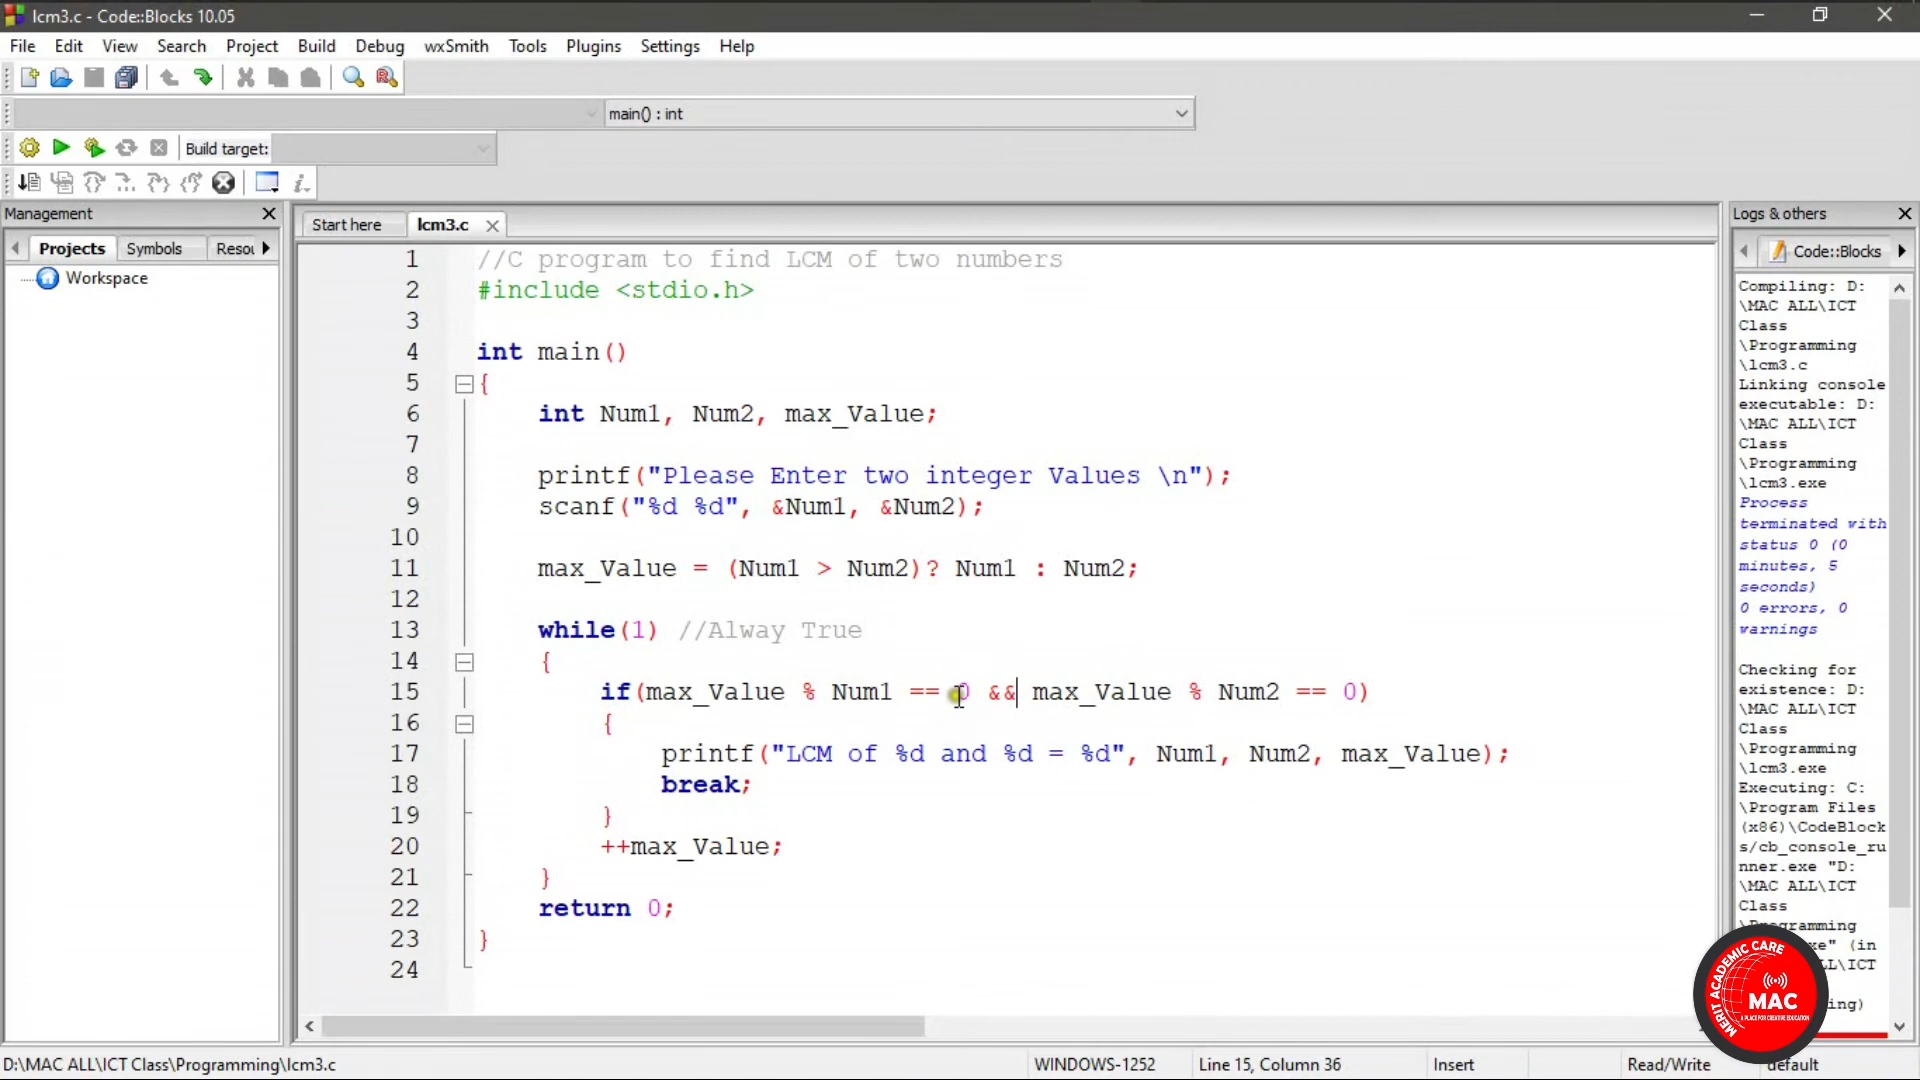 lcm3.c - Code::Blocks 10.05
File Edit View Search Project Build Debug wxSmith Tools Plugins Settings Help
main() : int
Build target:
Management
Projects Symbols Resou
Workspace
Start here lcm3.c
1 //C program to find LCM of two numbers
2 #include <stdio.h>
3
4 int main()
5 {
6 int Num1, Num2, max_Value;
7
8 printf("Please Enter two integer Values \n");
9 scanf("%d %d", &Num1, &Num2);
10
11 max_Value = (Num1 > Num2)? Num1 : Num2;
12
13 while(1) //Alway True
14 {
15 if(max_Value % Num1 == 0 && max_Value % Num2 == 0)
16 {
17 printf("LCM of %d and %d = %d", Num1, Num2, max_Value);
18 break;
19 }
20 ++max_Value;
21 }
22 return 0;
23 }
24
Logs & others
Code::Blocks
Compiling: D:
\MAC ALL\ICT
Class
\Programming
\lcm3.c
Linking console
executable: D:
\MAC ALL\ICT
Class
\Programming
\lcm3.exe
Process
terminated with
status 0 (0
minutes, 5
seconds)
0 errors, 0
warnings
Checking for
existence: D:
\MAC ALL\ICT
Class
\Programming
\lcm3.exe
Executing: C:
\Program Files
(x86)\CodeBlock
s/cb_console_ru
nner.exe "D:
\MAC ALL\ICT
Class
MERIT ACADEMIC CARE
MAC
A PLACE FOR CREATIVE EDUCATION
D:\MAC ALL\ICT Class\Programming\lcm3.c WINDOWS-1252 Line 15, Column 36 Insert Read/Write default